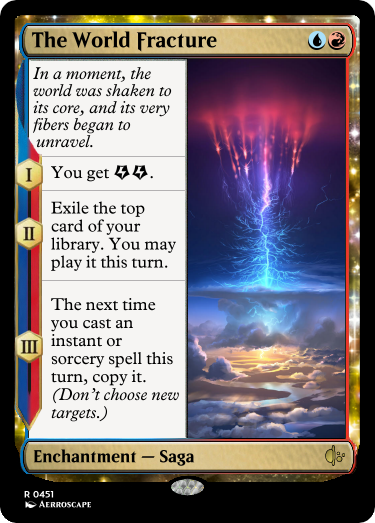 The World Fracture
In a moment, the
world was shaken to
its core, and its very
fibers began to
unravel.
I
You get
.
II
Exile the top
card of your
library. You may
play it this turn.
III
The next time
you cast an
instant or
sorcery spell this
turn, copy it.
(Don't choose new
targets.)
Enchantment — Saga
R 0451
Aerroscape